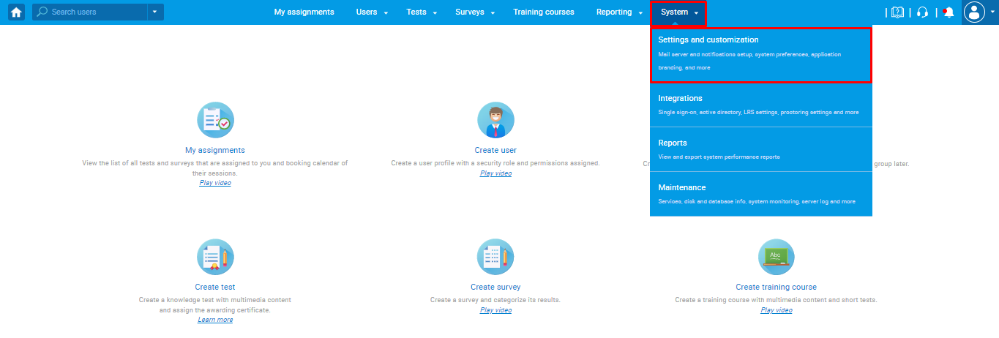 Search users
My assignments
Users
Tests
Surveys
Training courses
Reporting
System
Settings and customization
Mail server and notifications setup, system preferences, application
branding, and more
Integrations
Single sign-on, active directory, LRS settings, proctoring settings and more
Reports
View and export system performance reports
Maintenance
Services, disk and database info, system monitoring, server log and more
My assignments
View the list of all tests and surveys that are assigned to you and booking calendar of
their sessions.
Play video
Create user
Create a user profile with a security role and permissions assigned.
Play video
group later.
Create test
Create a knowledge test with multimedia content
and assign the awarding certificate.
Learn more
Create survey
Create a survey and categorize its results.
Play video
Abc
Create training course
Create a training course with multimedia content and short tests.
Play video